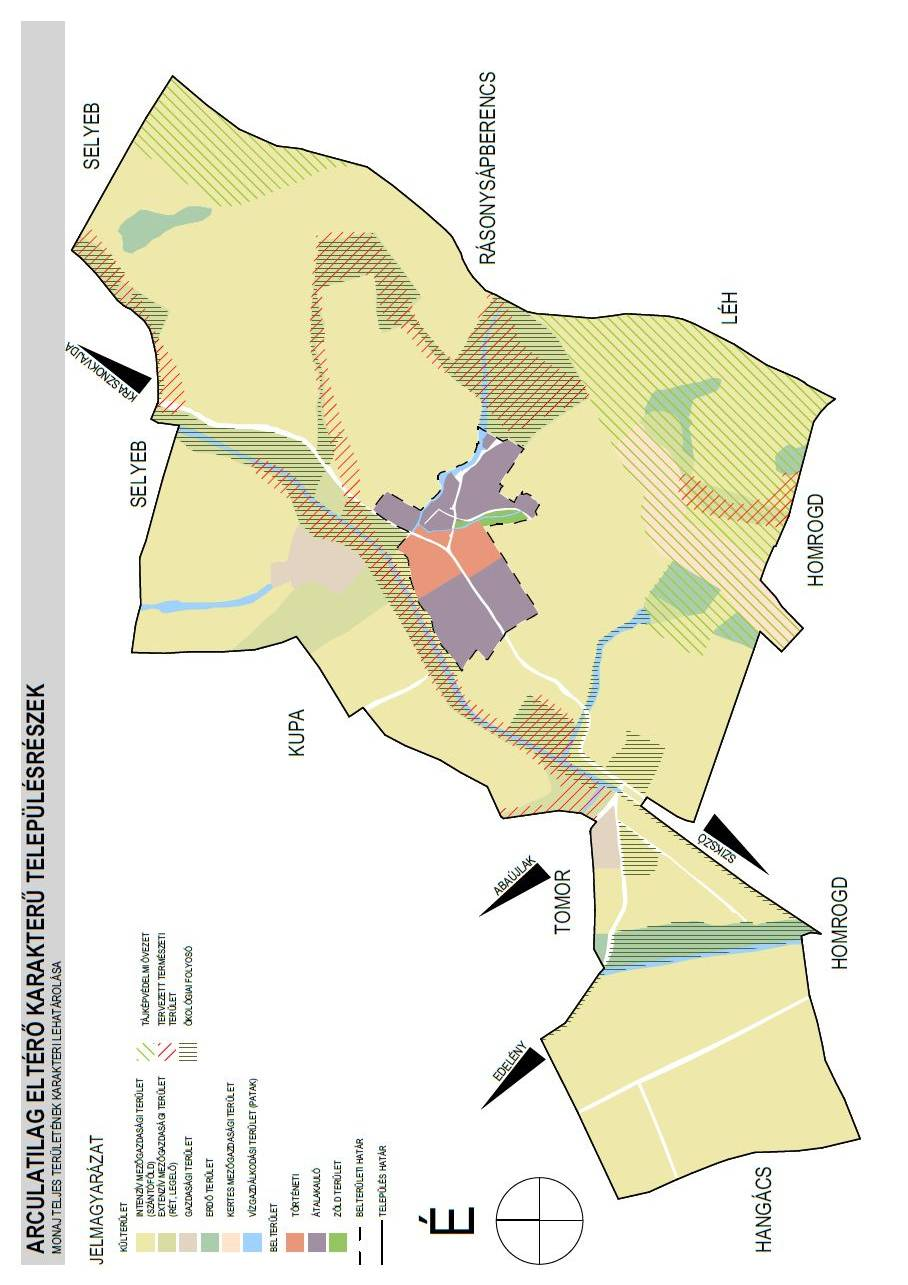 ARCULATILAG ELTÉRŐ KARAKTERŰ TELEPÜLÉSRÉSZEK
MONAJ TELJES TERÜLETÉNEK KARAKTERI LEHATÁROLÁSA
JELMAGYARÁZAT
KÜLTERÜLET
INTENZÍV MEZŐGAZDASÁGI TERÜLET
(SZÁNTÓFÖLD)
EXTENZÍV MEZŐGAZDASÁGI TERÜLET
(RÉT, LEGELŐ)
GAZDASÁGI TERÜLET
ERDŐ TERÜLET
KERTES MEZŐGAZDASÁGI TERÜLET
VÍZGAZDÁLKODÁSI TERÜLET (PATAK)
BELTERÜLET
TÖRTÉNETI
ÁTALAKULÓ
ZÖLD TERÜLET
BELTERÜLETI HATÁR
TELEPÜLÉS HATÁR
TÁJKÉPVÉDELMI ÖVEZET
TERVEZETT TERMÉSZETI
TERÜLET
ÖKOLÓGIAI FOLYOSÓ
É
SELYEB
KRASZNOKVAJDA
SELYEB
KUPA
RÁSONYSÁPBERENCS
LÉH
HOMROGD
SZIKSZÓ
ABAÚJLAK
TOMOR
HOMROGD
EDELÉNY
HANGÁCS